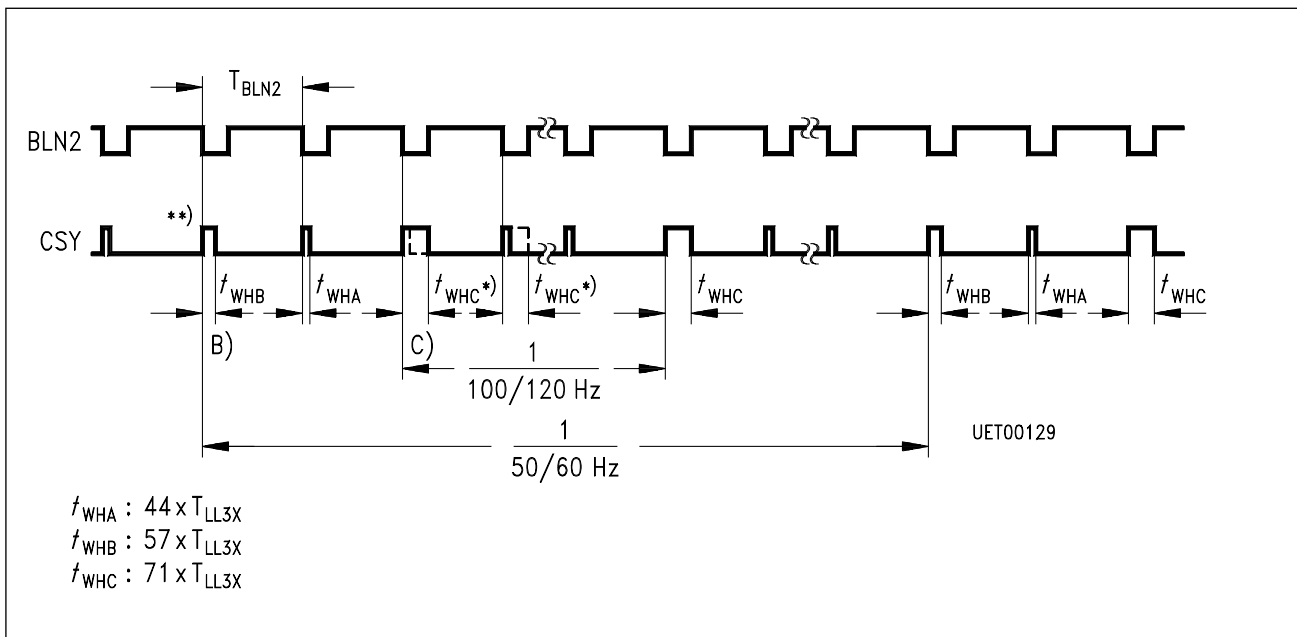 T_BLN2
BLN2
**)
CSY
t_WHB t_WHA t_WHC*) t_WHC*) t_WHC t_WHB t_WHA t_WHC
B) C)
1
100/120 Hz
1
50/60 Hz
UET00129
t_WHA : 44 x T_LL3X
t_WHB : 57 x T_LL3X
t_WHC : 71 x T_LL3X